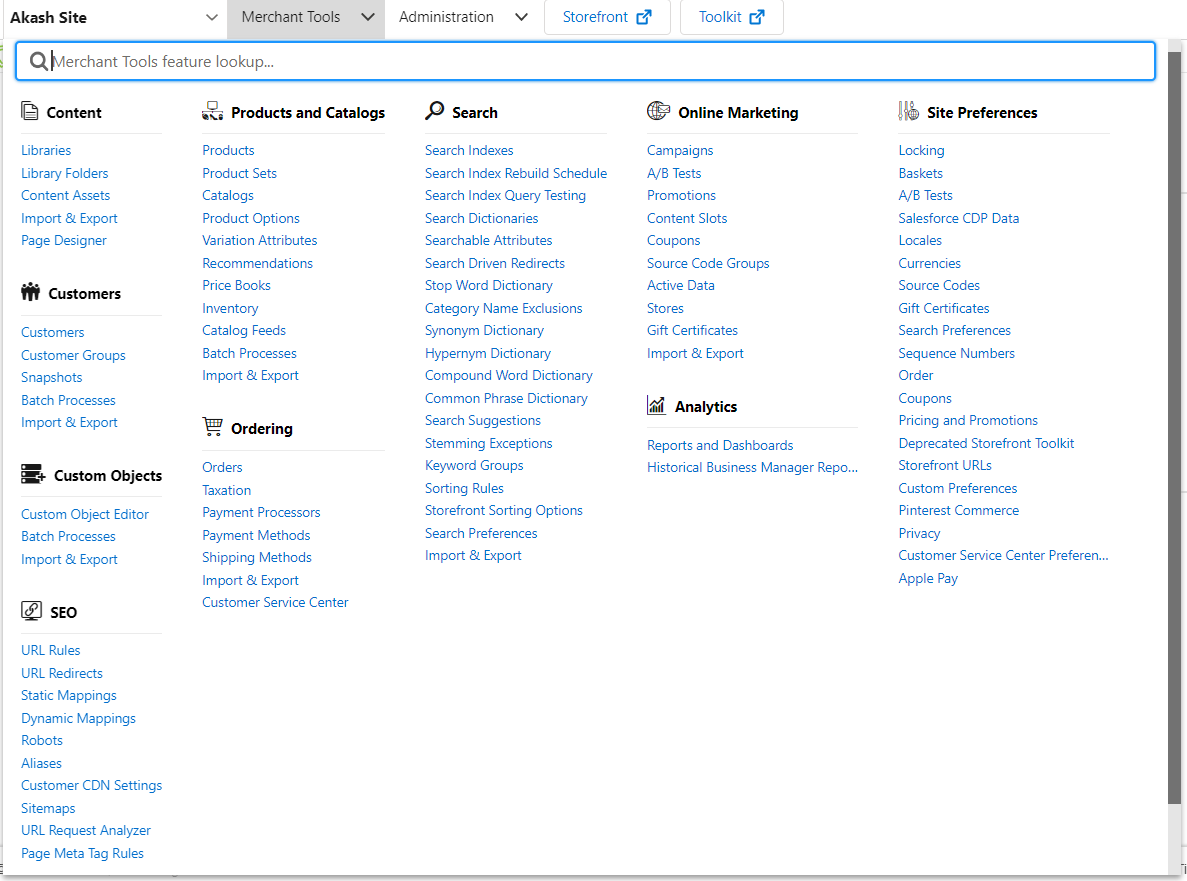 Akash Site
Merchant Tools
Administration
Storefront
Toolkit
Merchant Tools feature lookup...
Content
Libraries
Library Folders
Content Assets
Import & Export
Page Designer
Customers
Customers
Customer Groups
Snapshots
Batch Processes
Import & Export
Custom Objects
Custom Object Editor
Batch Processes
Import & Export
SEO
URL Rules
URL Redirects
Static Mappings
Dynamic Mappings
Robots
Aliases
Customer CDN Settings
Sitemaps
URL Request Analyzer
Page Meta Tag Rules
Products and Catalogs
Products
Product Sets
Catalogs
Product Options
Variation Attributes
Recommendations
Price Books
Inventory
Catalog Feeds
Batch Processes
Import & Export
Ordering
Orders
Taxation
Payment Processors
Payment Methods
Shipping Methods
Import & Export
Customer Service Center
Search
Search Indexes
Search Index Rebuild Schedule
Search Index Query Testing
Search Dictionaries
Searchable Attributes
Search Driven Redirects
Stop Word Dictionary
Category Name Exclusions
Synonym Dictionary
Hypernym Dictionary
Compound Word Dictionary
Common Phrase Dictionary
Search Suggestions
Stemming Exceptions
Keyword Groups
Sorting Rules
Storefront Sorting Options
Search Preferences
Import & Export
Online Marketing
Campaigns
A/B Tests
Promotions
Content Slots
Coupons
Source Code Groups
Active Data
Stores
Gift Certificates
Import & Export
Analytics
Reports and Dashboards
Historical Business Manager Repo...
Site Preferences
Locking
Baskets
A/B Tests
Salesforce CDP Data
Locales
Currencies
Source Codes
Gift Certificates
Search Preferences
Sequence Numbers
Order
Coupons
Pricing and Promotions
Deprecated Storefront Toolkit
Storefront URLs
Custom Preferences
Pinterest Commerce
Privacy
Customer Service Center Preferen...
Apple Pay